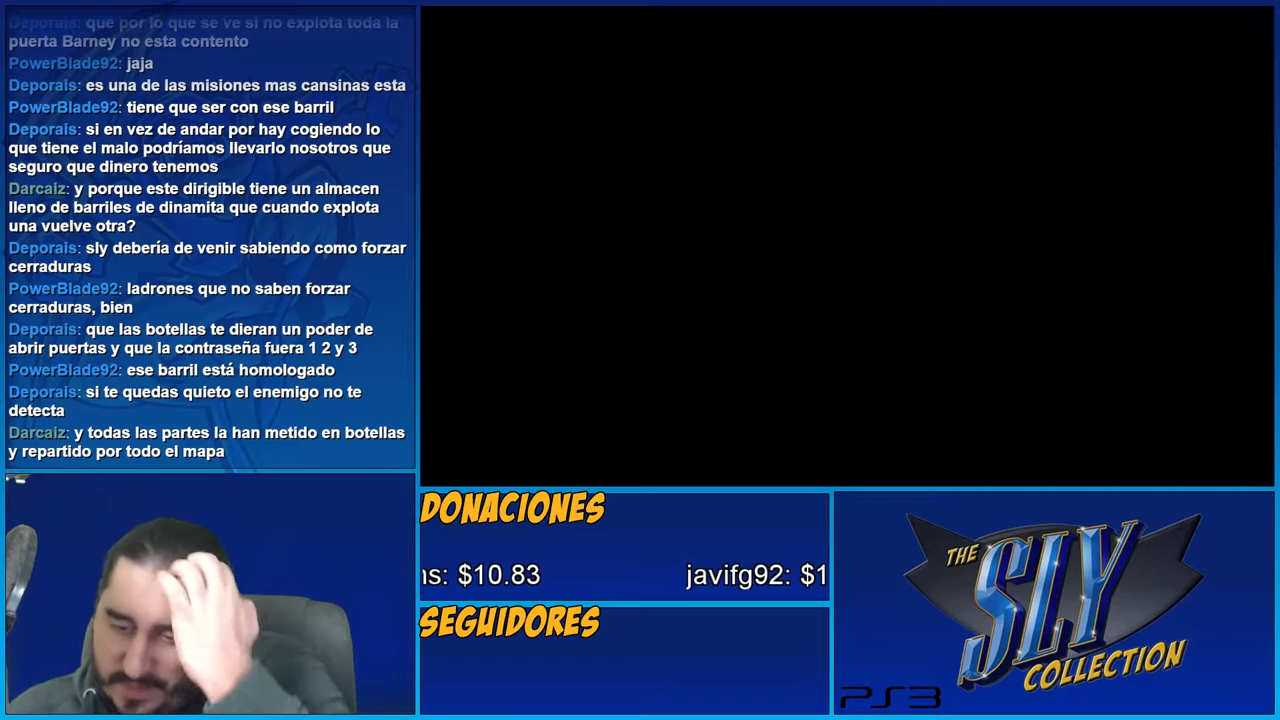 Deporais: que por lo que se ve si no explota toda la
puerta Barney no esta contento
PowerBlade92: jaja
Deporais: es una de las misiones mas cansinas esta
PowerBlade92: tiene que ser con ese barril
Deporais: si en vez de andar por hay cogiendo lo
que tiene el malo podríamos llevarlo nosotros que
seguro que dinero tenemos
Darcaiz: y porque este dirigible tiene un almacen
lleno de barriles de dinamita que cuando explota
una vuelve otra?
Deporais: sly debería de venir sabiendo como forzar
cerraduras
PowerBlade92: ladrones que no saben forzar
cerraduras, bien
Deporais: que las botellas te dieran un poder de
abrir puertas y que la contraseña fuera 1 2 y 3
PowerBlade92: ese barril está homologado
Deporais: si te quedas quieto el enemigo no te
detecta
Darcaiz: y todas las partes la han metido en botellas
y repartido por todo el mapa
DONACIONES
ns: $10.83 javifg92: $1
SEGUIDORES
THE
SLY
COLLECTION
PS3